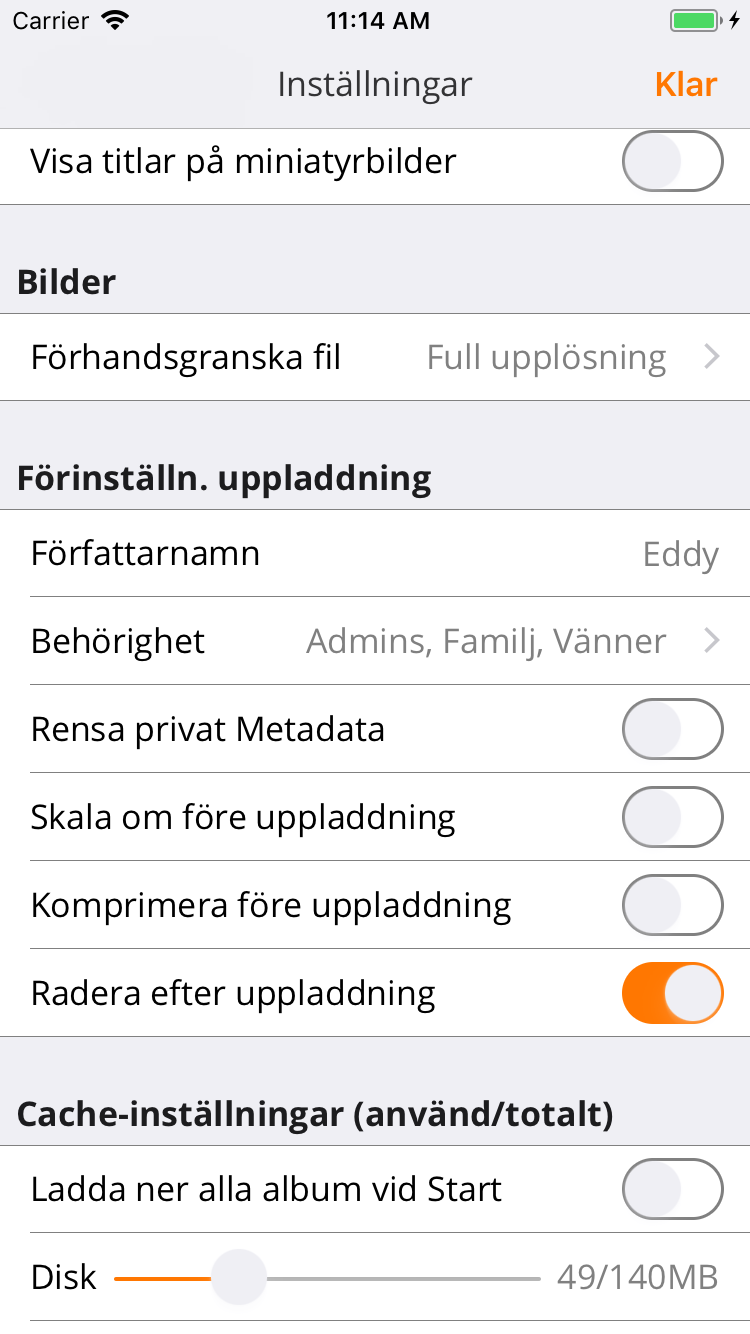 Carrier 11:14 AM
Inställningar Klar
Visa titlar på miniatyrbilder
Bilder
Förhandsgranska fil Full upplösning
Förinställn. uppladdning
Författarnamn Eddy
Behörighet Admins, Familj, Vänner
Rensa privat Metadata
Skala om före uppladdning
Komprimera före uppladdning
Radera efter uppladdning
Cache-inställningar (använd/totalt)
Ladda ner alla album vid Start
Disk 49/140MB